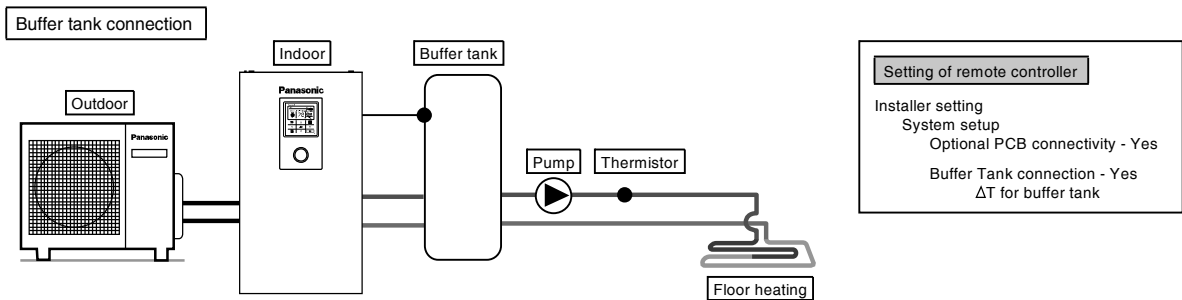 Buffer tank connection
Indoor
Buffer tank
Outdoor
Panasonic
Panasonic
Pump
Thermistor
Floor heating
Setting of remote controller
Installer setting
System setup
Optional PCB connectivity - Yes
Buffer Tank connection - Yes
ΔT for buffer tank